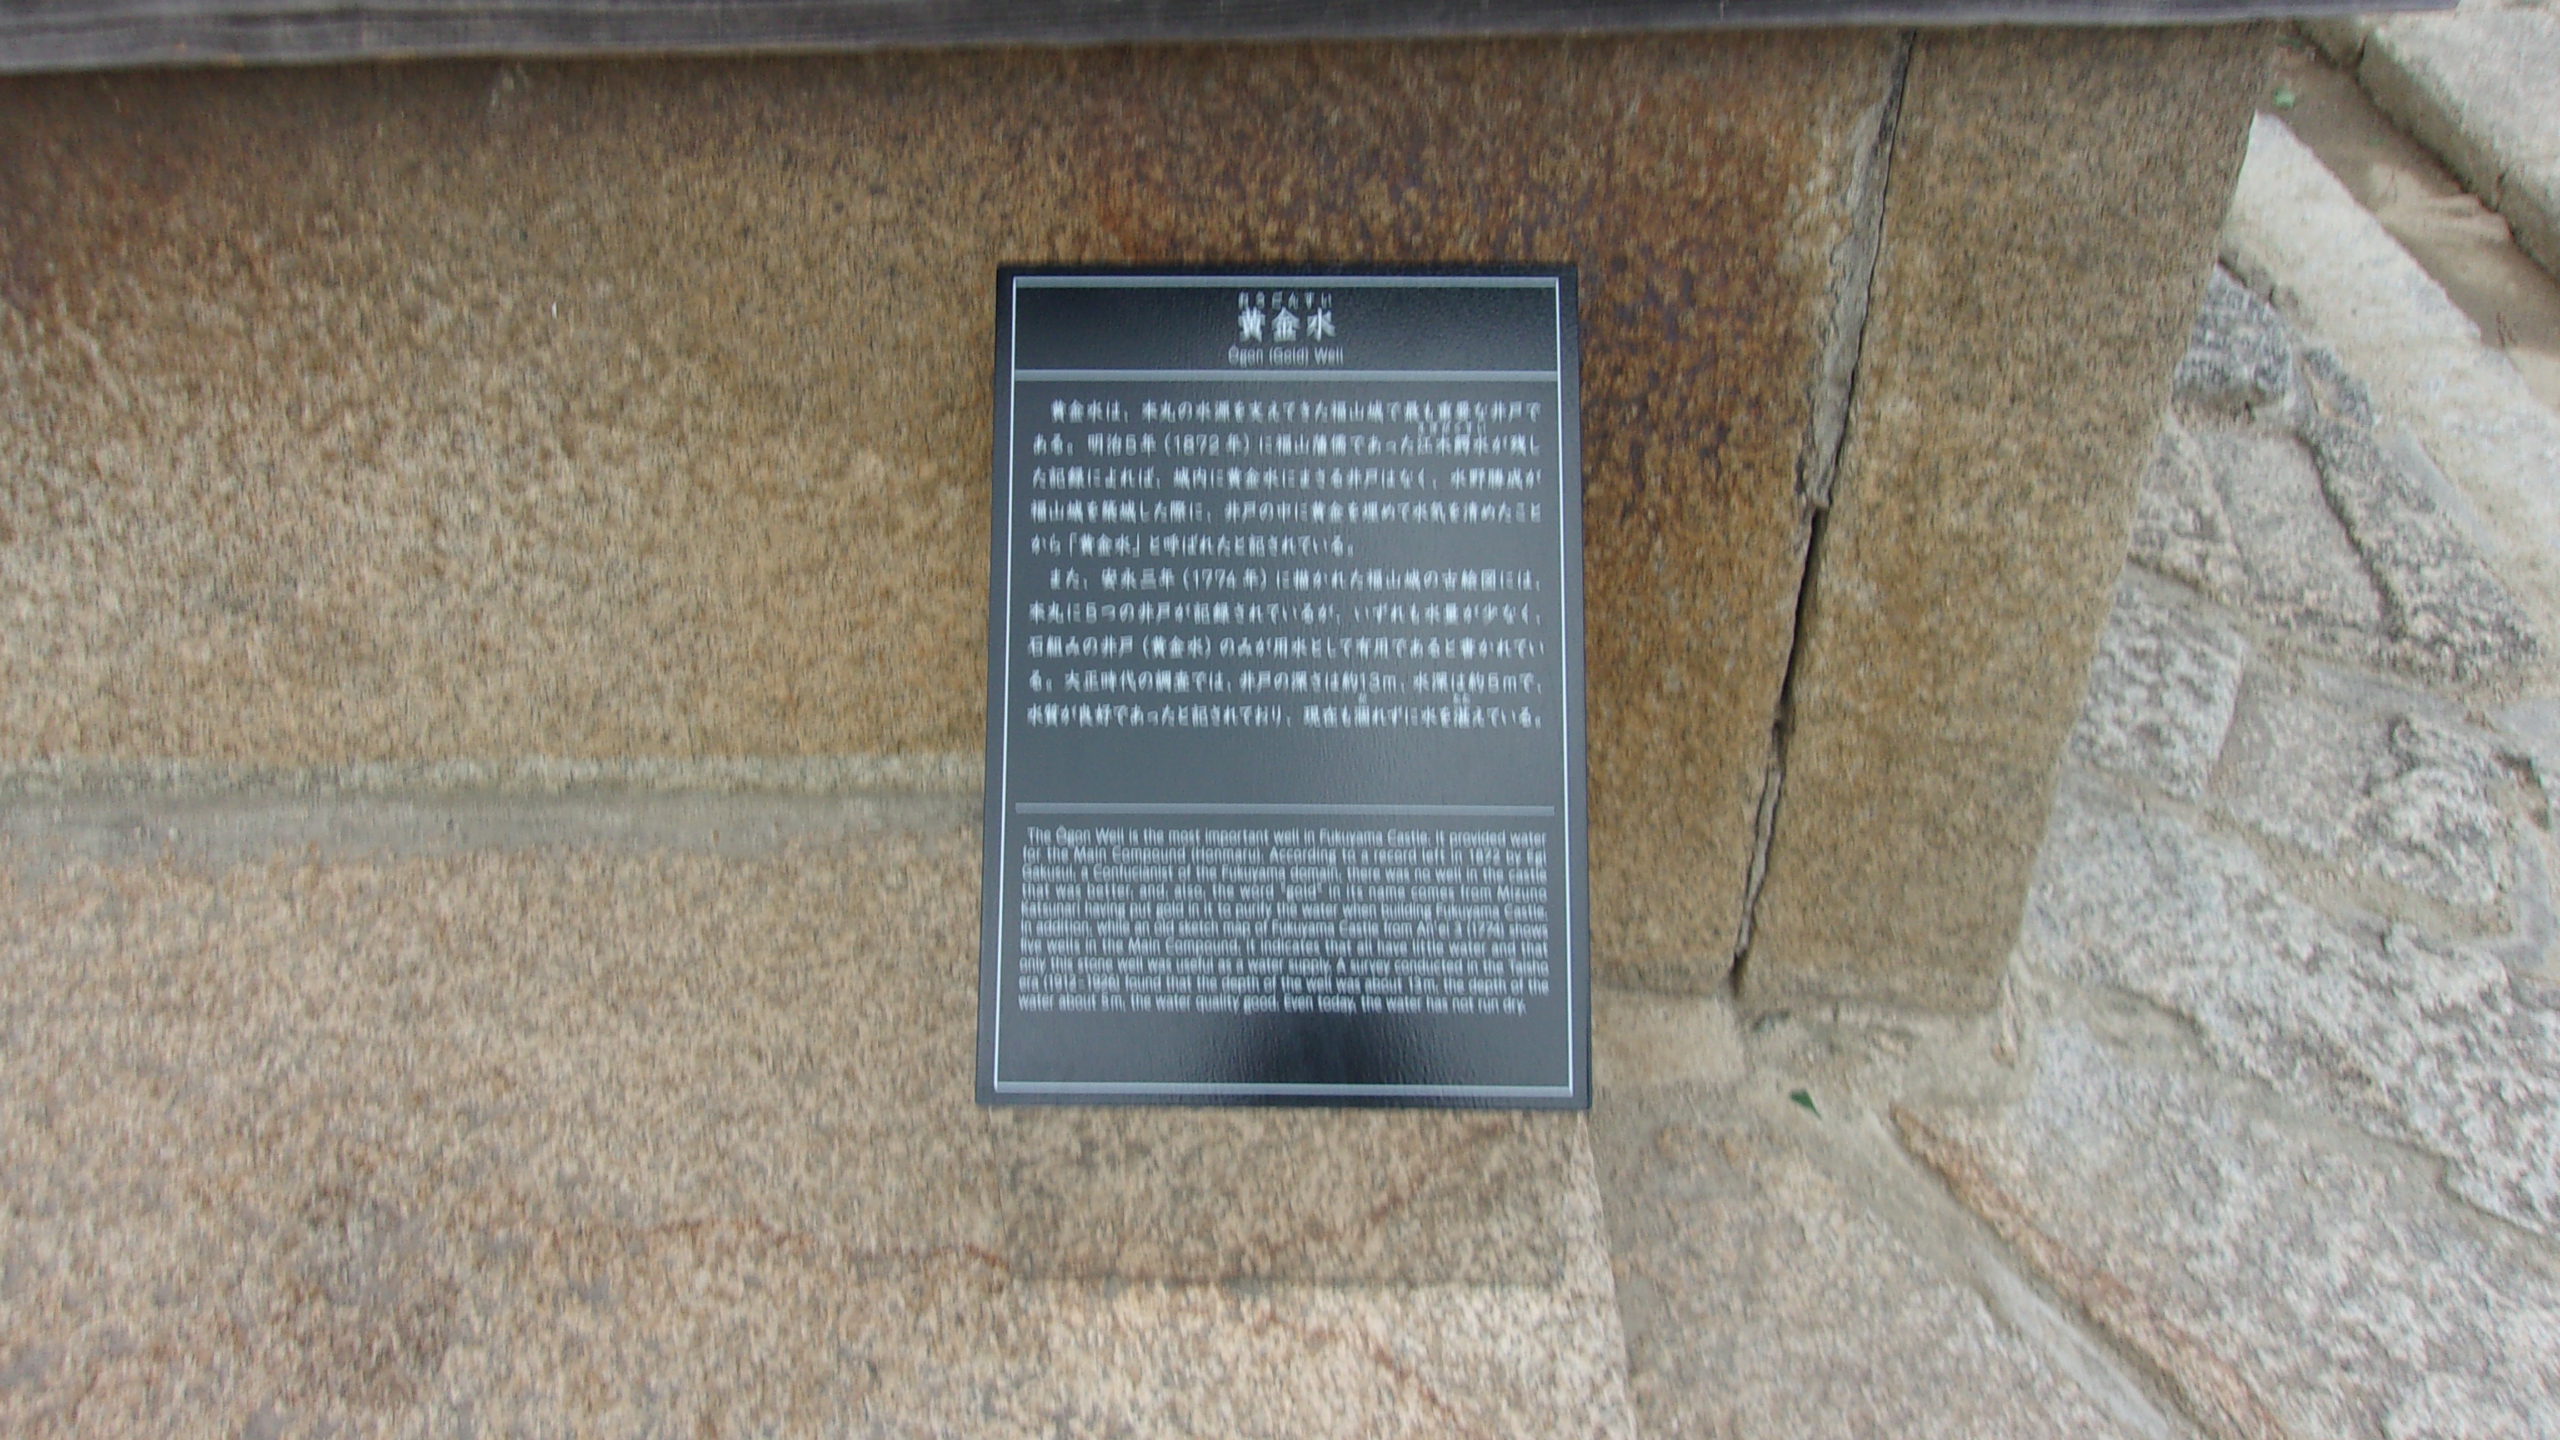 おうごんすい
黄金水
Ôgon (Gold) Well
黄金水は、本丸の水源を支えてきた福山城で最も重要な井戸で
ある。明治5年（1872年）に福山藩儒であった江木鰐水が残し
た記録によれば、城内に黄金水にまさる井戸はなく、水野勝成が
福山城を築城した際に、井戸の中に黄金を埋めて水気を清めたこと
から「黄金水」と呼ばれたと記されている。
また、安永三年（1774年）に描かれた福山城の古絵図には、
本丸に5つの井戸が記録されているが、いずれも水量が少なく、
石組みの井戸（黄金水）のみが用水として有用であると書かれてい
る。大正時代の調査では、井戸の深さは約13m、水深は約5mで、
水質が良好であったと記されており、現在も涸れずに水を湛えている。
The Ôgon Well is the most important well in Fukuyama Castle. It provided water
for the Main Compound (Honmaru). According to a record left in 1872 by Egi
Gakusui, a Confucianist of the Fukuyama domain, there was no well in the castle
that was better, and, also, the word "gold" in its name comes from Mizuno
Katsunari having put gold in it to purify the water when building Fukuyama Castle.
In addition, while an old sketch map of Fukuyama Castle from An'ei 3 (1774) shows
five wells in the Main Compound, it indicates that all have little water and that
only this stone well was useful as a water supply. A survey conducted in the Taisho
era (1912-1926) found that the depth of the well was about 13m, the depth of the
water about 5m, the water quality good. Even today, the water has not run dry.